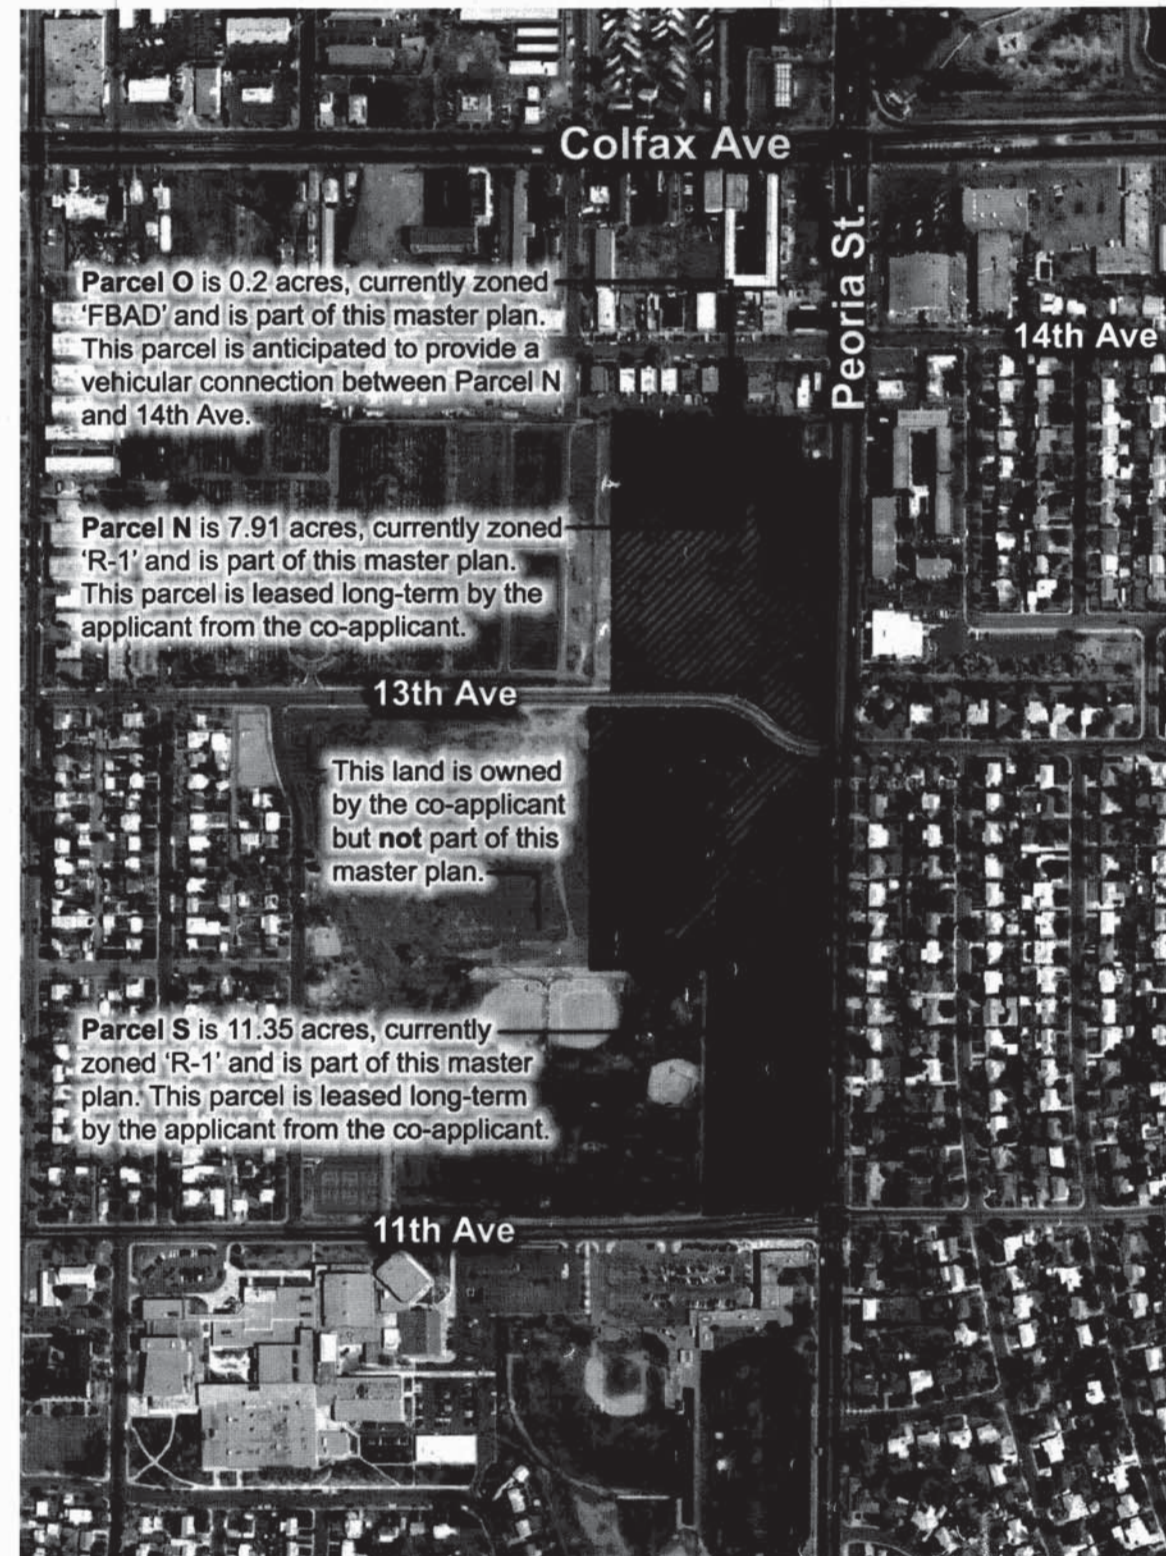 Colfax Ave
Peoria St.
Parcel O is 0.2 acres, currently zoned
‘FBAD’ and is part of this master plan.
This parcel is anticipated to provide a
vehicular connection between Parcel N
and 14th Ave.
14th Ave
Parcel N is 7.91 acres, currently zoned
‘R-1’ and is part of this master plan.
This parcel is leased long-term by the
applicant from the co-applicant.
13th Ave
This land is owned
by the co-applicant
but not part of this
master plan.
Parcel S is 11.35 acres, currently
zoned ‘R-1’ and is part of this master
plan. This parcel is leased long-term
by the applicant from the co-applicant.
11th Ave